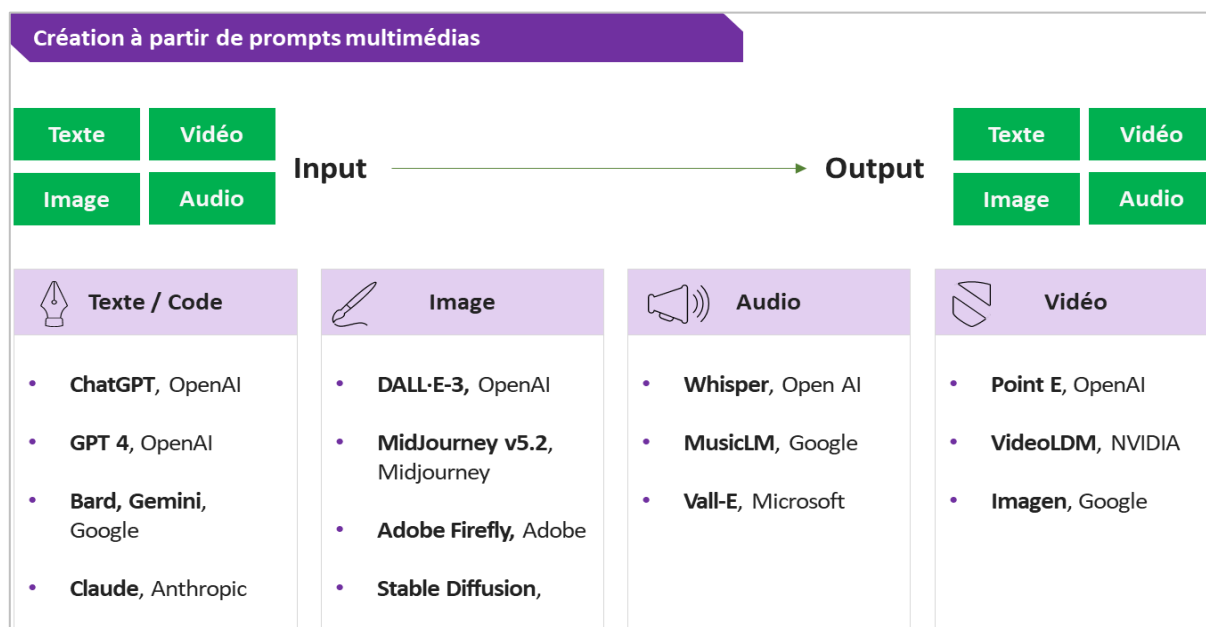 Création à partir de prompts multimédias
Texte
Vidéo
Image
Audio
Input
Output
Texte
Vidéo
Image
Audio
Texte / Code
• ChatGPT, OpenAI
• GPT 4, OpenAI
• Bard, Gemini,
Google
• Claude, Anthropic
Image
• DALL·E-3, OpenAI
• MidJourney v5.2,
Midjourney
• Adobe Firefly, Adobe
• Stable Diffusion,
Audio
• Whisper, Open AI
• MusicLM, Google
• Vall-E, Microsoft
Vidéo
• Point E, OpenAI
• VideoLDM, NVIDIA
• Imagen, Google